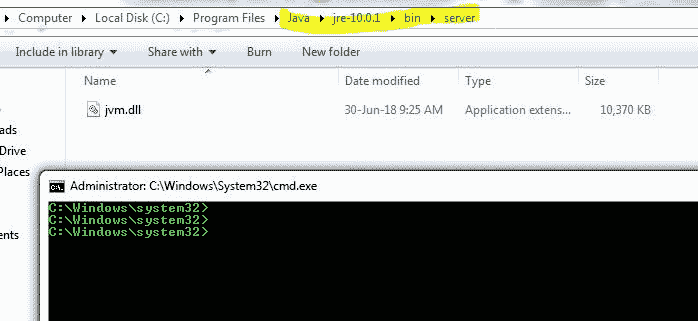 Computer Local Disk (C:) Program Files Java jre-10.0.1 bin server
Include in library Share with Burn New folder
Name Date modified Type Size
jvm.dll 30-Jun-18 9:25 AM Application extens... 10,370 KB
ads
Drive
Places
Administrator: C:\Windows\System32\cmd.exe
C:\Windows\system32>
C:\Windows\system32>
ents C:\Windows\system32>